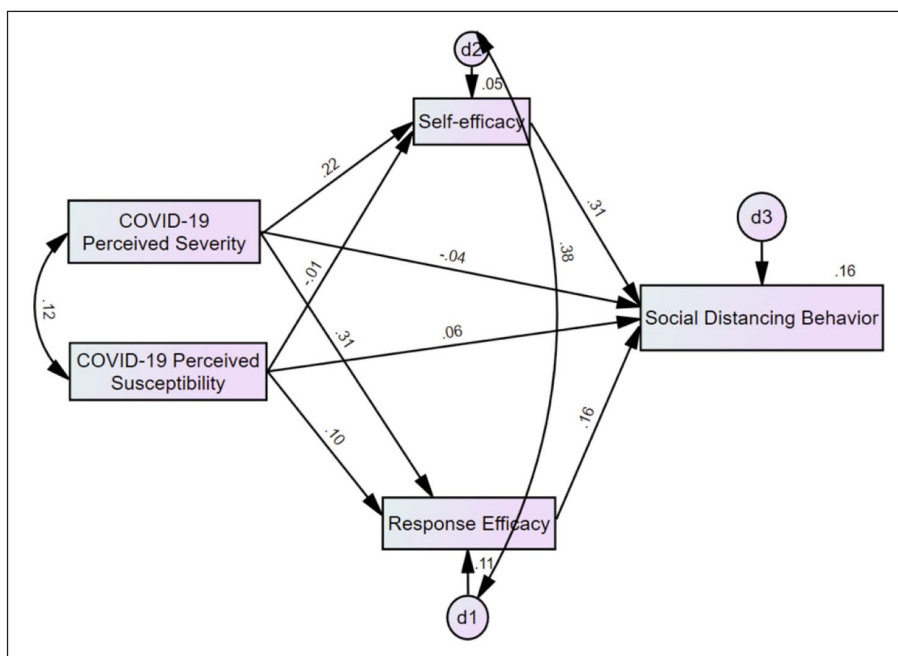 d2
.05
Self-efficacy
.22
.31
d3
COVID-19
Perceived Severity
-.04
.38
.16
-.01
.12
Social Distancing Behavior
.31
.06
COVID-19 Perceived
Susceptibility
.10
.16
Response Efficacy
.11
d1